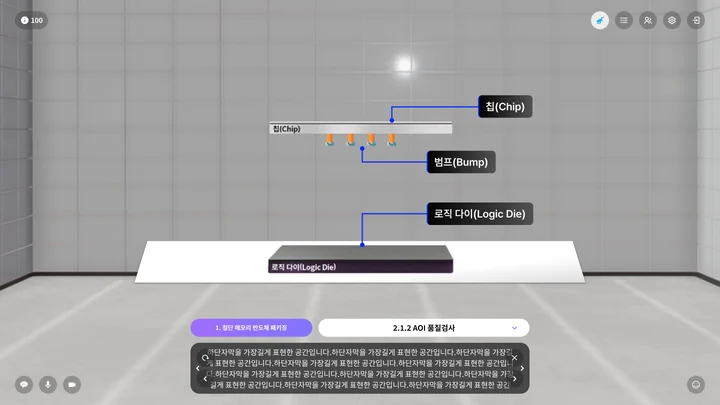 100
칩(Chip)
칩(Chip)
범프(Bump)
로직 다이(Logic Die)
로직 다이(Logic Die)
1. 첨단 메모리 반도체 패키징
2.1.2 AOI 품질검사
하단자막을 가장길게 표현한 공간입니다.하단자막을 가장길게 표현한 공간입니다.하단자막을 가장길게
표현한 공간입니다.하단자막을 가장길게 표현한 공간입니다.하단자막을 가장길게 표현한 공간입니
하단자막을 가장길게 표현한 공간입니다.하단자막을 가장길게 표현한 공간입니다.하단자막을
길게 표현한 공간입니다.하단자막을 가장길게 표현한 공간입니다.하단자막을 가장길게 표현한 공간